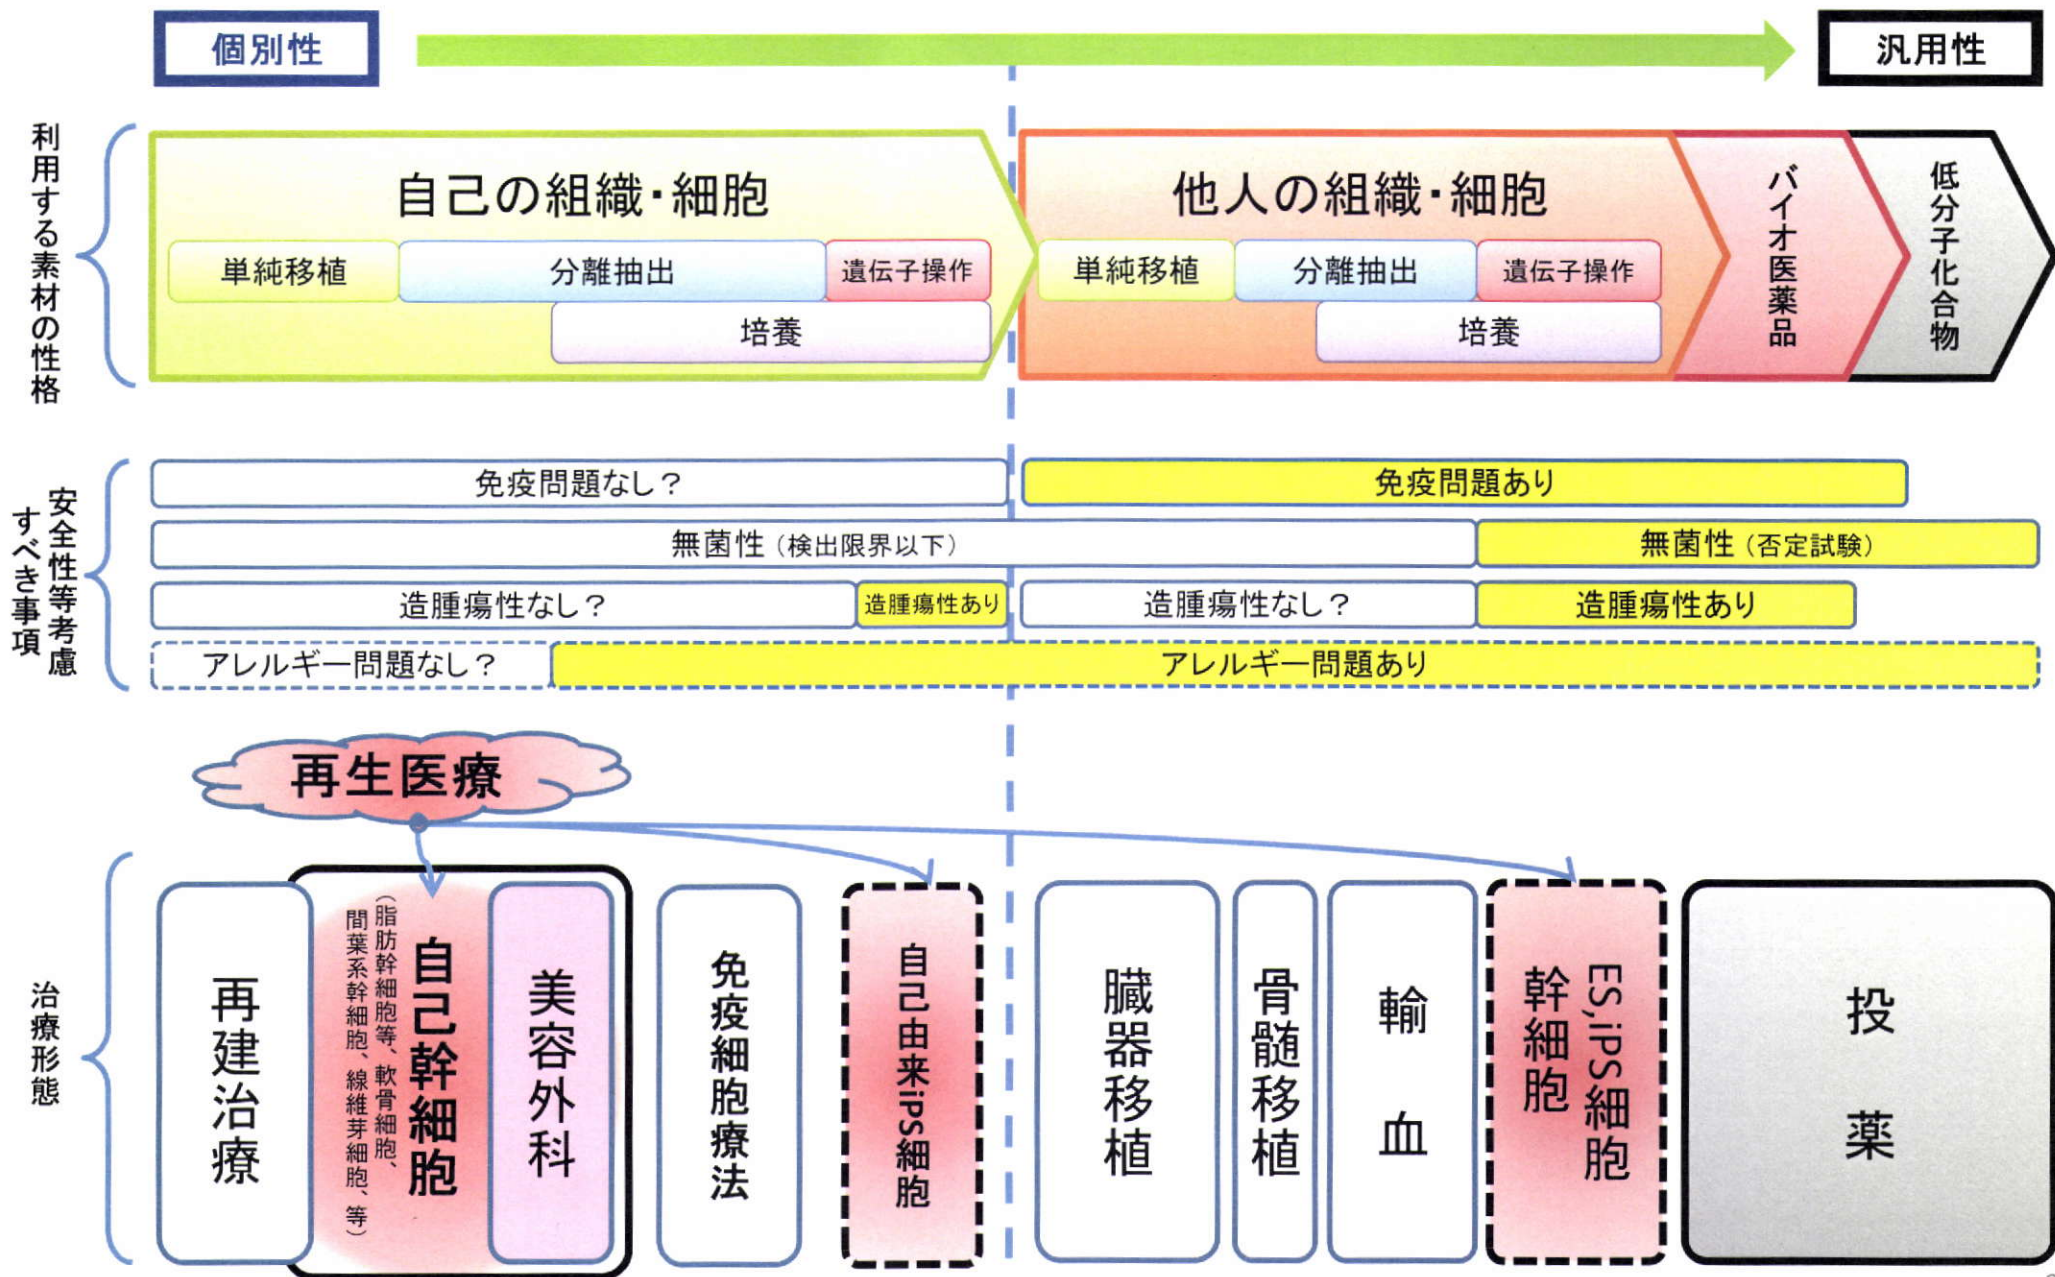 個別性
汎用性
利用する素材の性格
自己の組織・細胞
単純移植
分離抽出
遺伝子操作
培養
他人の組織・細胞
単純移植
分離抽出
遺伝子操作
培養
バイオ医薬品
低分子化合物
安全性等考慮
すべき事項
免疫問題なし?
免疫問題あり
無菌性(検出限界以下)
無菌性(否定試験)
造腫瘍性なし?
造腫瘍性あり
造腫瘍性なし?
造腫瘍性あり
アレルギー問題なし?
アレルギー問題あり
再生医療
治療形態
再建治療
自己幹細胞
(脂肪幹細胞等、軟骨細胞、
間葉系幹細胞、線維芽細胞、等)
美容外科
免疫細胞療法
自己由来iPS細胞
臓器移植
骨髄移植
輸血
ES,iPS細胞
幹細胞
投薬